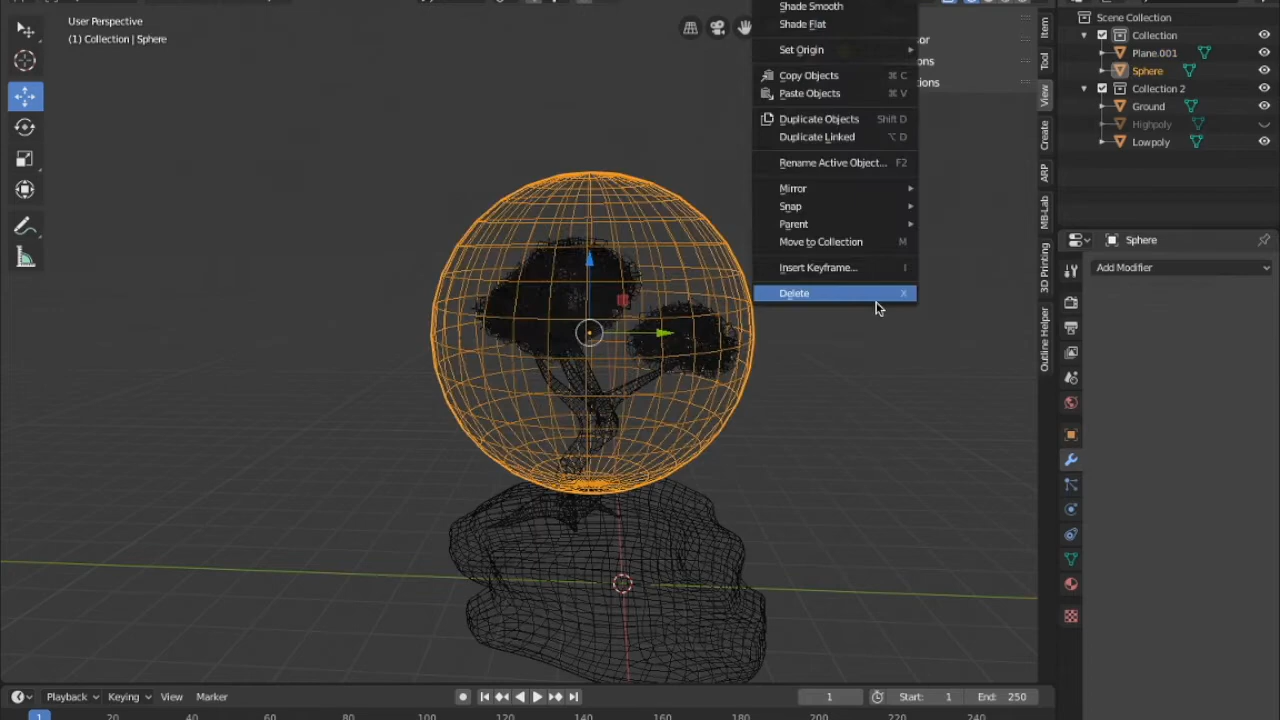 User Perspective
(1) Collection | Sphere
Shade Smooth
Shade Flat
Set Origin
Copy Objects ⌘ C
Paste Objects ⌘ V
Duplicate Objects Shift D
Duplicate Linked ⌥ D
Rename Active Object... F2
Mirror
Snap
Parent
Move to Collection M
Insert Keyframe... I
Delete X
Item
Tool
View
Create
ARP
MB-Lab
3D Printing
Outline Helper
Scene Collection
Collection
Plane.001
Sphere
Collection 2
Ground
Highpoly
Lowpoly
Sphere
Add Modifier
Playback Keying View Marker
1 Start: 1 End: 250
1 20 40 60 80 100 120 140 160 180 200 220 240